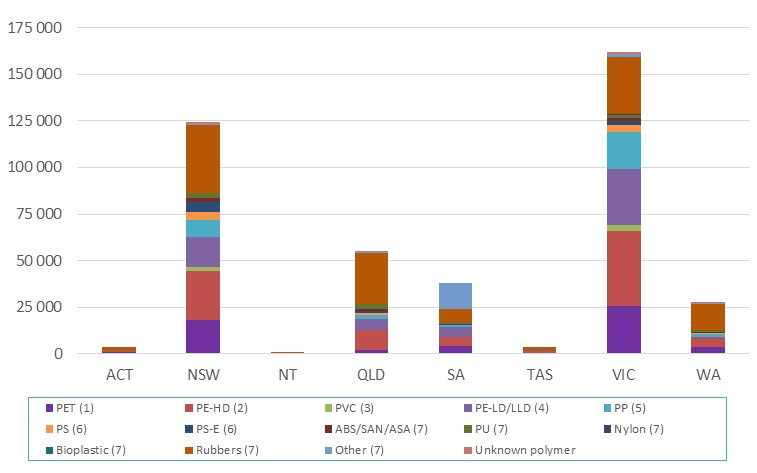 175 000
150 000
125 000
100 000
75 000
50 000
25 000
0
ACT NSW NT QLD SA TAS VIC WA
PET (1) PE-HD (2) PVC (3) PE-LD/LLD (4) PP (5)
PS (6) PS-E (6) ABS/SAN/ASA (7) PU (7) Nylon (7)
Bioplastic (7) Rubbers (7) Other (7) Unknown polymer